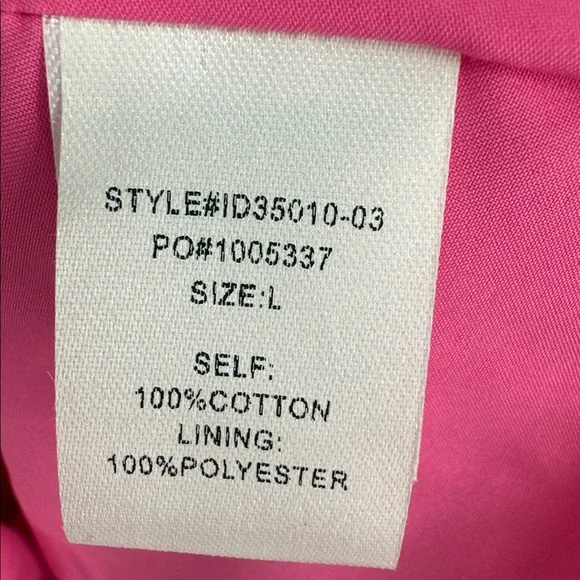 STYLE#ID35010-03
PO#1005337
SIZE:L
SELF:
100%COTTON
LINING:
100%POLYESTER